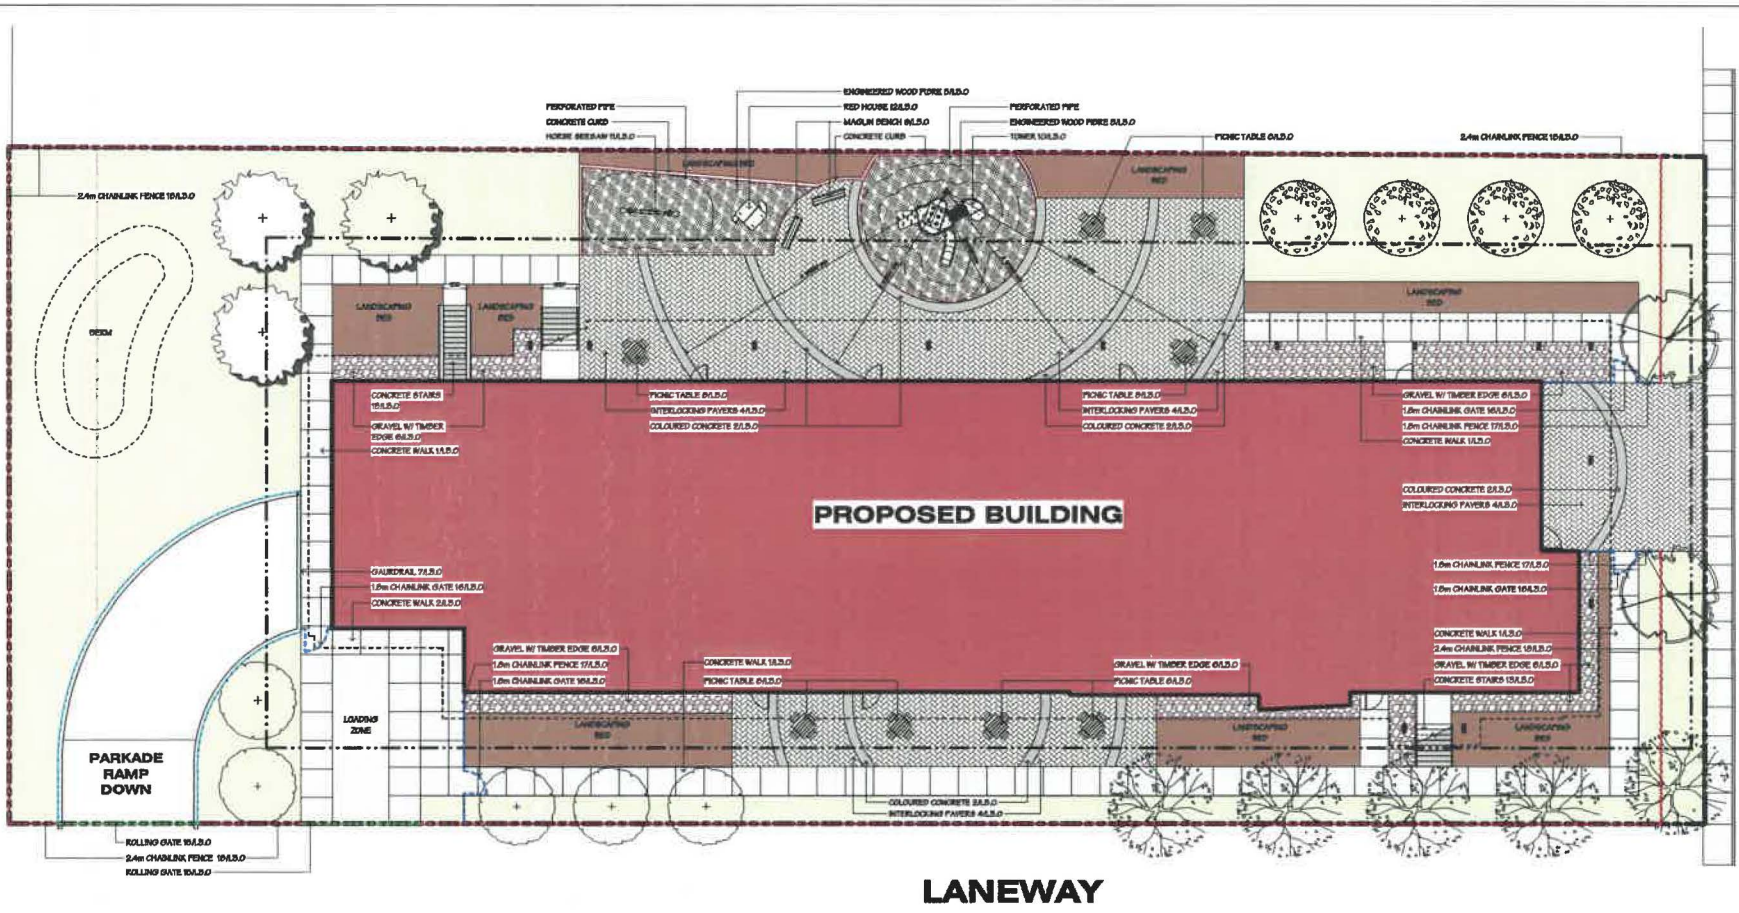 ENGINEERED WOOD FIBRE 5/L3.0
PERFORATED PIPE
RED HOUSE 12/L3.0
PERFORATED PIPE
CONCRETE CURB
MAGLIN BENCH 9/L3.0
ENGINEERED WOOD FIBRE 5/L3.0
HORSE SEESAW 11/L3.0
CONCRETE CURB
TOWER 10/L3.0
PICNIC TABLE 8/L3.0
2.4m CHAINLINK FENCE 18/L3.0
LANDSCAPING BED
LANDSCAPING
BED
2.4m CHAINLINK FENCE 18/L3.0
BERM
LANDSCAPING
BED
LANDSCAPING
BED
LANDSCAPING
BED
CONCRETE STAIRS
PICNIC TABLE 8/L3.0
INTERLOCKING PAVERS 4/L3.0
COLOURED CONCRETE 2/L3.0
PICNIC TABLE 8/L3.0
INTERLOCKING PAVERS 4/L3.0
COLOURED CONCRETE 2/L3.0
GRAVEL W/ TIMBER EDGE 6/L3.0
1.8m CHAINLINK GATE 16/L3.0
1.8m CHAINLINK FENCE 17/L3.0
CONCRETE WALK 1/L3.0
GRAVEL W/ TIMBER
EDGE 6/L3.0
CONCRETE WALK 1/L3.0
PROPOSED BUILDING
COLOURED CONCRETE 2/L3.0
INTERLOCKING PAVERS 4/L3.0
GAURDRAIL 7/L3.0
1.8m CHAINLINK GATE 16/L3.0
CONCRETE WALK 2/L3.0
1.8m CHAINLINK FENCE 17/L3.0
1.8m CHAINLINK GATE 16/L3.0
CONCRETE WALK 1/L3.0
2.4m CHAINLINK FENCE 18/L3.0
GRAVEL W/ TIMBER EDGE 6/L3.0
CONCRETE STAIRS 13/L3.0
GRAVEL W/ TIMBER EDGE 6/L3.0
1.8m CHAINLINK FENCE 17/L3.0
1.8m CHAINLINK GATE 16/L3.0
CONCRETE WALK 1/L3.0
PICNIC TABLE 8/L3.0
GRAVEL W/ TIMBER EDGE 6/L3.0
PICNIC TABLE 8/L3.0
LOADING
ZONE
LANDSCAPING
BED
LANDSCAPING
BED
LANDSCAPING
BED
PARKADE
RAMP
DOWN
COLOURED CONCRETE 2/L3.0
INTERLOCKING PAVERS 4/L3.0
ROLLING GATE 15/L3.0
2.4m CHAINLINK FENCE 18/L3.0
ROLLING GATE 15/L3.0
LANEWAY